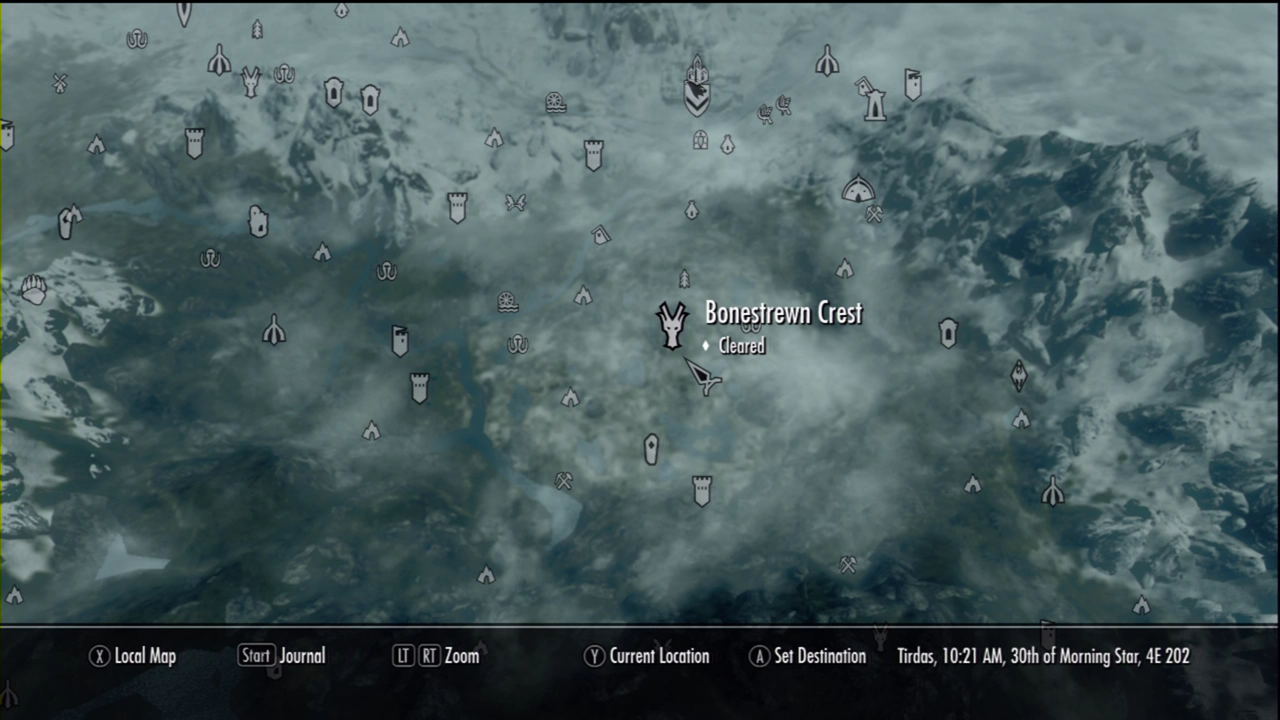 Bonestrewn Crest
Cleared
X Local Map Start Journal LT RT Zoom Y Current Location A Set Destination Tirdas, 10:21 AM, 30th of Morning Star, 4E 202